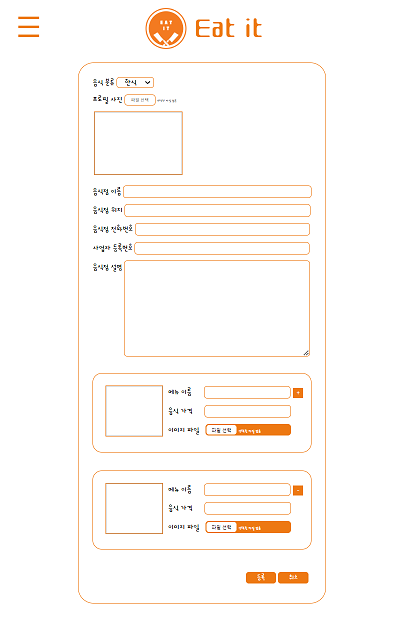 ☰
EAT
IT
Eat it
음식 분류 한식
프로필 사진 파일 선택
음식점 이름
음식점 위치
음식점 전화번호
사업자 등록번호
음식점 설명
메뉴 이름 +
음식 가격
이미지 파일 파일 선택
메뉴 이름 -
음식 가격
이미지 파일 파일 선택
등록 취소